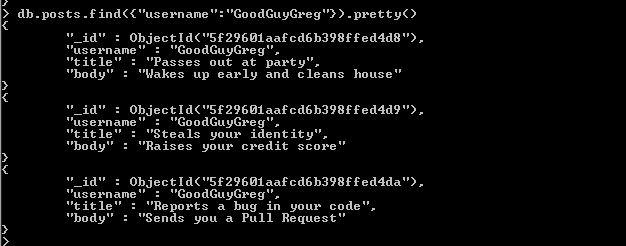 > db.posts.find({"username":"GoodGuyGreg"}).pretty()
{
"_id" : ObjectId("5f29601aafcd6b398ffed4d8"),
"username" : "GoodGuyGreg",
"title" : "Passes out at party",
"body" : "Wakes up early and cleans house"
}
{
"_id" : ObjectId("5f29601aafcd6b398ffed4d9"),
"username" : "GoodGuyGreg",
"title" : "Steals your identity",
"body" : "Raises your credit score"
}
{
"_id" : ObjectId("5f29601aafcd6b398ffed4da"),
"username" : "GoodGuyGreg",
"title" : "Reports a bug in your code",
"body" : "Sends you a Pull Request"
}
>